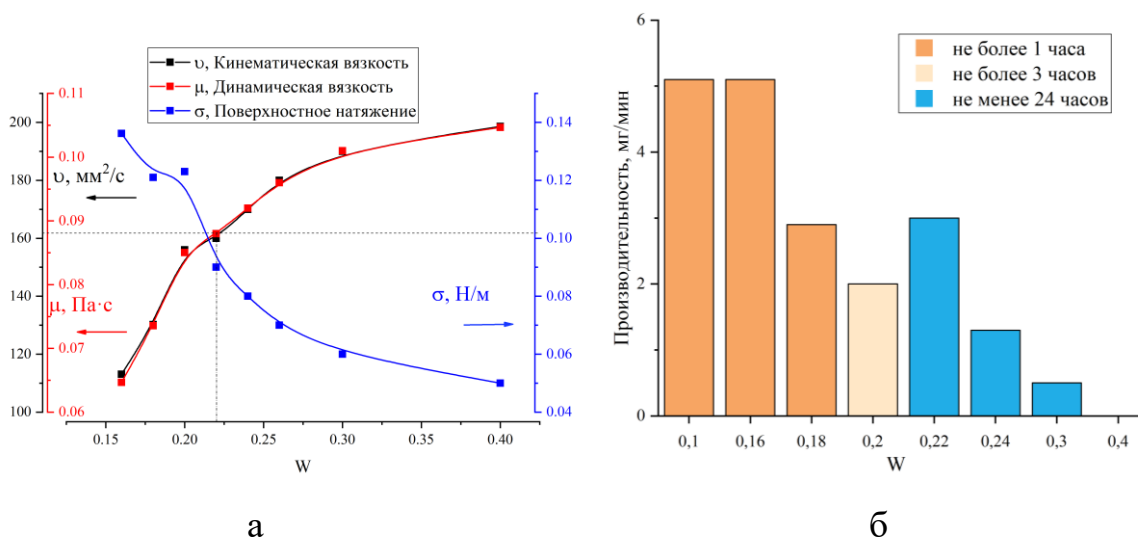 υ, Кинематическая вязкость
μ, Динамическая вязкость
σ, Поверхностное натяжение
υ, мм²/с
μ, Па·с
σ, Н/м
200
180
160
140
120
100
0.11
0.10
0.09
0.08
0.07
0.06
0.14
0.12
0.10
0.08
0.06
0.04
0.15 0.20 0.25 0.30 0.35 0.40
W
а
не более 1 часа
не более 3 часов
не менее 24 часов
Производительность, мг/мин
6
4
2
0
0,1 0,16 0,18 0,2 0,22 0,24 0,3 0,4
W
б